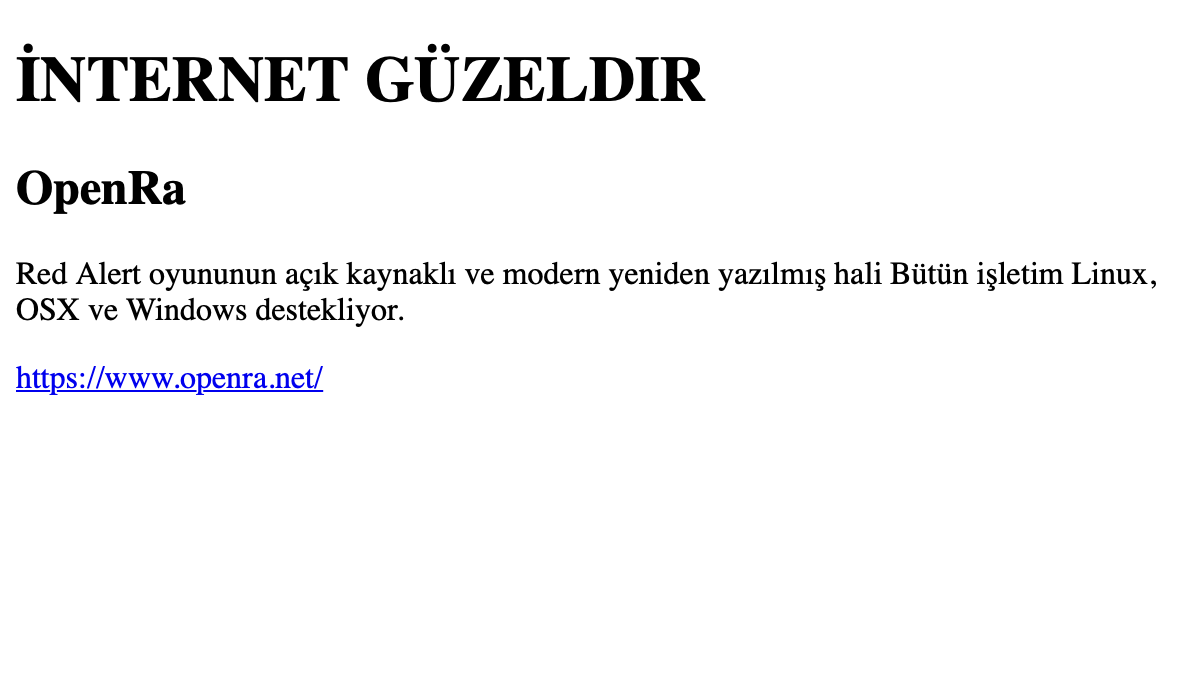 İNTERNET GÜZELDIR
OpenRa
Red Alert oyununun açık kaynaklı ve modern yeniden yazılmış hali Bütün işletim Linux,
OSX ve Windows destekliyor.
https://www.openra.net/